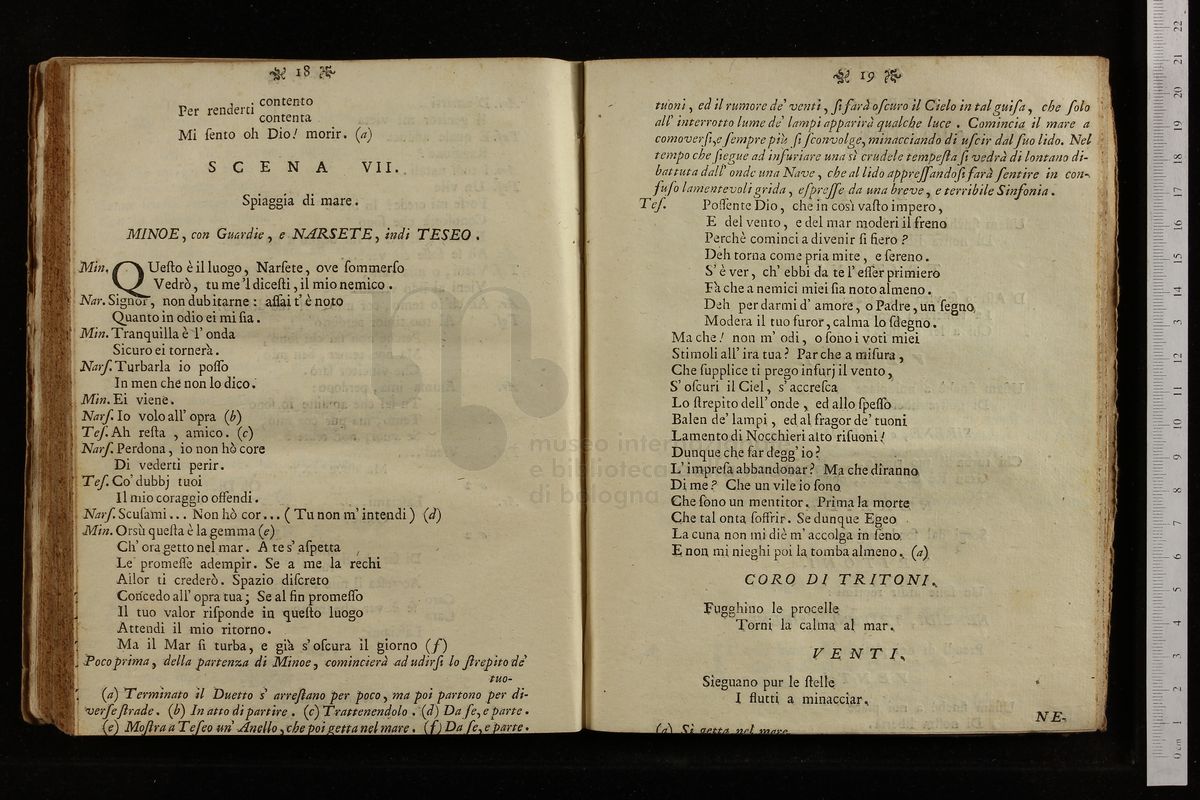 18
Per renderti contento
contenta
Mi ſento oh Dio! morir. (a)
SCENA VII.
Spiaggia di mare.
MINOE, con Guardie, e NARSETE, indi TESEO.
Min. QUeſto è il luogo, Narſete, ove ſommerſo
Vedrò, tu me 'l diceſti, il mio nemico.
Nar. Signor, non dubitarne: aſſai t' è noto
Quanto in odio ei mi ſia.
Min. Tranquilla è l' onda
Sicuro ei tornerà.
Narſ. Turbarla io poſſo
In men che non lo dico.
Min. Ei viene.
Narſ. Io volo all' opra (b)
Teſ. Ah reſta, amico. (c)
Narſ. Perdona, io non hò core
Di vederti perir.
Teſ. Co' dubbj tuoi
Il mio coraggio offendi.
Narſ. Scuſami... Non hò cor... (Tu non m' intendi) (d)
Min. Orsù queſta è la gemma (e)
Ch' ora getto nel mar. A te s' aſpetta
Le promeſſe adempir. Se a me la rechi
Allor ti crederò. Spazio diſcreto
Concedo all' opra tua; Se al fin promeſſo
Il tuo valor riſponde in queſto luogo
Attendi il mio ritorno.
Ma il Mar ſi turba, e già s' oſcura il giorno (f)
Poco prima, della partenza di Minoe, comincierà ad udirſi lo ſtrepito de'
tuo-
(a) Terminato il Duetto s' arreſtano per poco, ma poi partono per di-
verſe ſtrade. (b) In atto di partire. (c) Trattenendolo. (d) Da ſe, e parte.
(e) Moſtra a Teſeo un' Anello, che poi getta nel mare. (f) Da ſe, e parte.
19
tuoni, ed il rumore de' venti, ſi farà oſcuro il Cielo in tal guiſa, che ſolo
all' interrotto lume de' lampi apparirà qualche luce. Comincia il mare a
comoverſi, e ſempre più ſi ſconvolge, minacciando di uſcir dal ſuo lido. Nel
tempo che ſiegue ad infuriare una sì crudele tempeſta ſi vedrà di lontano di-
battuta dall' onde una Nave, che al lido appreſſandoſi farà ſentire in con-
fuſo lamentevoli grida, eſpreſſe da una breve, e terribile Sinfonia.
Teſ. Poſſente Dio, che in così vaſto impero,
E del vento, e del mar moderi il freno
Perchè cominci a divenir ſi fiero?
Deh torna come pria mite, e ſereno.
S' è ver, ch' ebbi da te l' eſſer primiero
Fà che a nemici miei ſia noto almeno.
Deh per darmi d' amore, o Padre, un ſegno
Modera il tuo furor, calma lo ſdegno.
Ma che! non m' odi, o ſono i voti miei
Stimoli all' ira tua? Par che a miſura,
Che ſupplice ti prego infurj il vento,
S' oſcuri il Ciel, s' accreſca
Lo ſtrepito dell' onde, ed allo ſpeſſo
Balen de' lampi, ed al fragor de' tuoni
Lamento di Nocchieri alto riſuoni!
Dunque che far degg' io?
L' impreſa abbandonar? Ma che diranno
Di me? Che un vile io ſono
Che ſono un mentitor. Prima la morte
Che tal onta ſoffrir. Se dunque Egeo
La cuna non mi diè m' accolga in ſeno
E non mi nieghi poi la tomba almeno. (a)
CORO DI TRITONI.
Fugghino le procelle
Torni la calma al mar.
VENTI.
Sieguano pur le ſtelle
I flutti a minacciar.
NE-
(a) Si getta nel mare.
museo inter
e biblioteca
di bologna